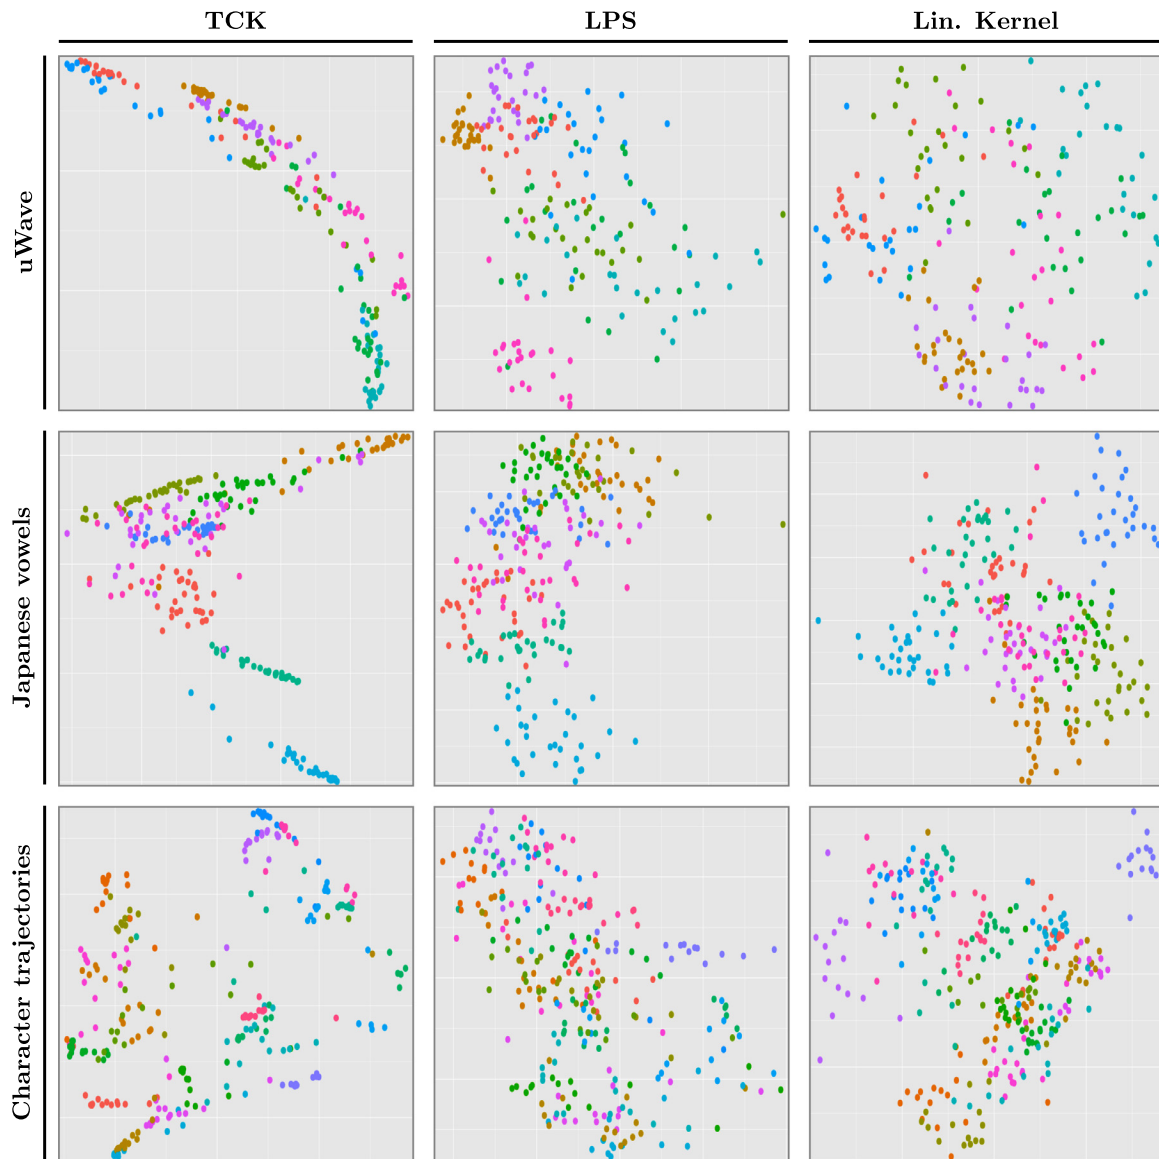 TCK
LPS
Lin. Kernel
uWave
Japanese vowels
Character trajectories